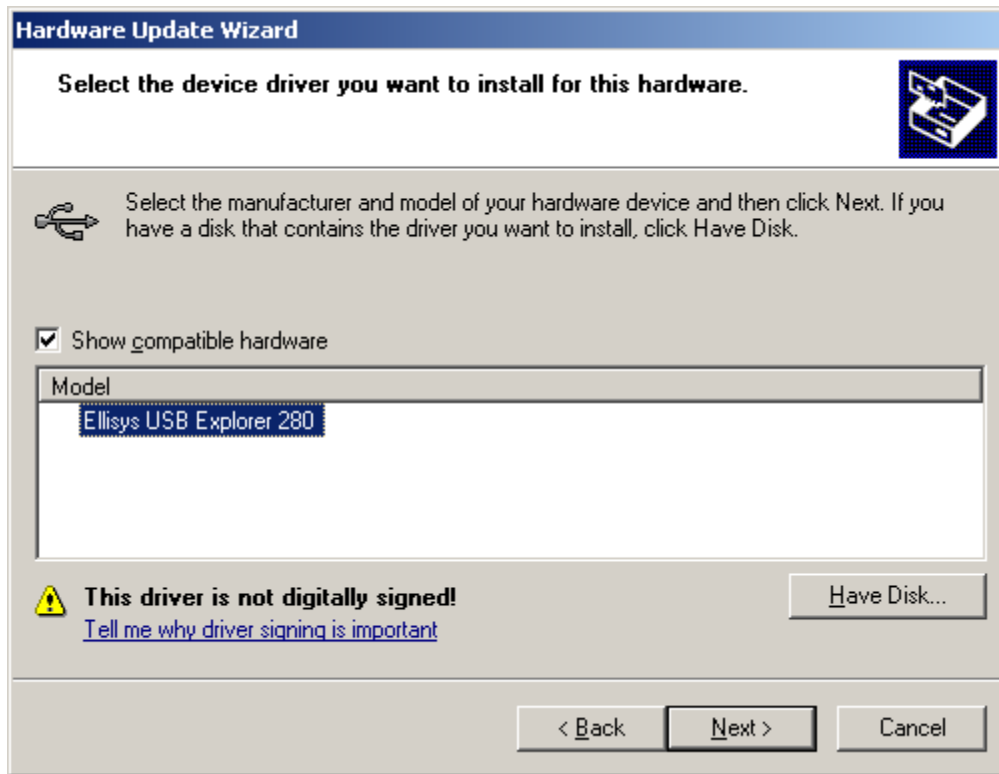 Hardware Update Wizard
Select the device driver you want to install for this hardware.
Select the manufacturer and model of your hardware device and then click Next. If you
have a disk that contains the driver you want to install, click Have Disk.
Show compatible hardware
Model
Ellisys USB Explorer 280
This driver is not digitally signed!
Have Disk...
Tell me why driver signing is important
< Back
Next >
Cancel